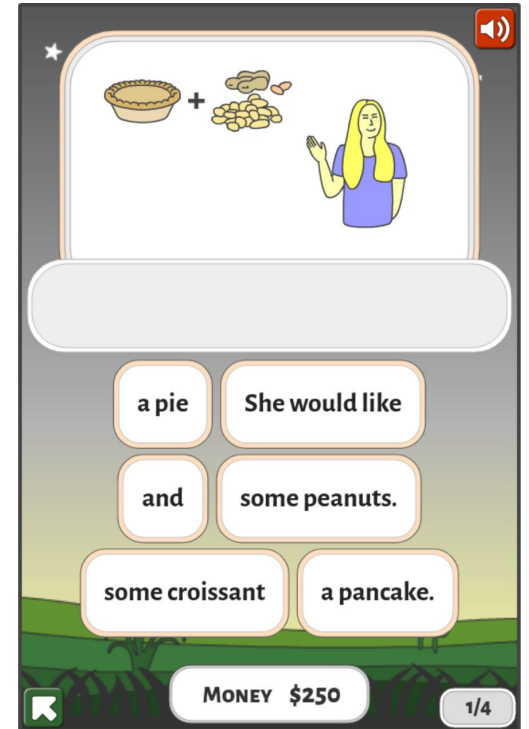 +
a pie She would like
and some peanuts.
some croissant a pancake.
MONEY $250
1/4